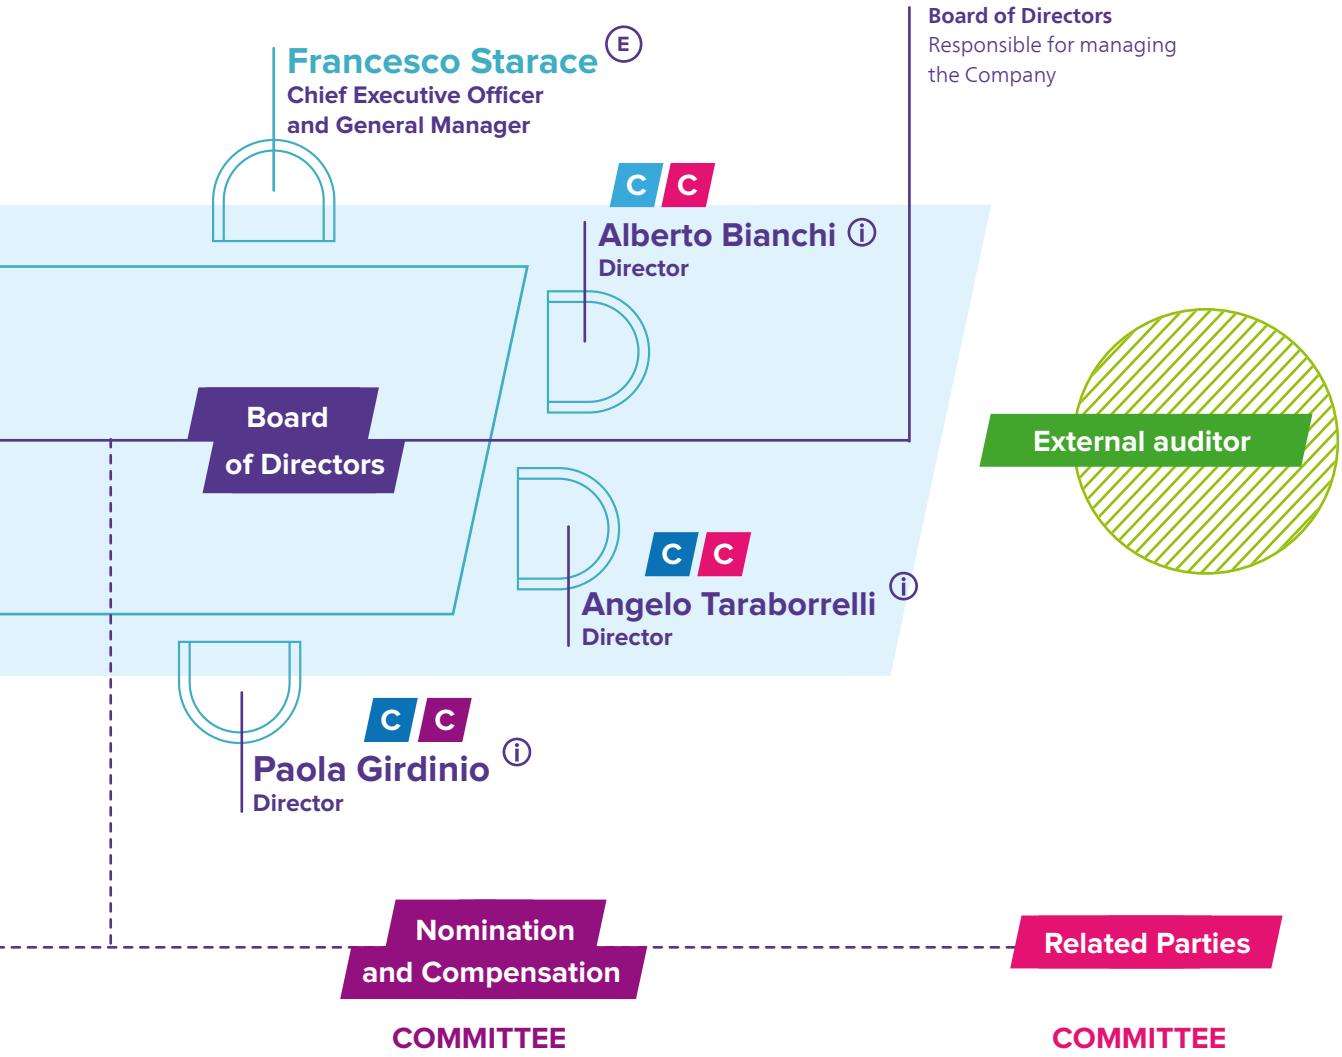 Board of Directors
Responsible for managing
the Company
Francesco Starace E
Chief Executive Officer
and General Manager
C C
Alberto Bianchi i
Director
Board
of Directors
External auditor
C C
Angelo Taraborrelli i
Director
C C
Paola Girdinio i
Director
Nomination
and Compensation
COMMITTEE
Related Parties
COMMITTEE